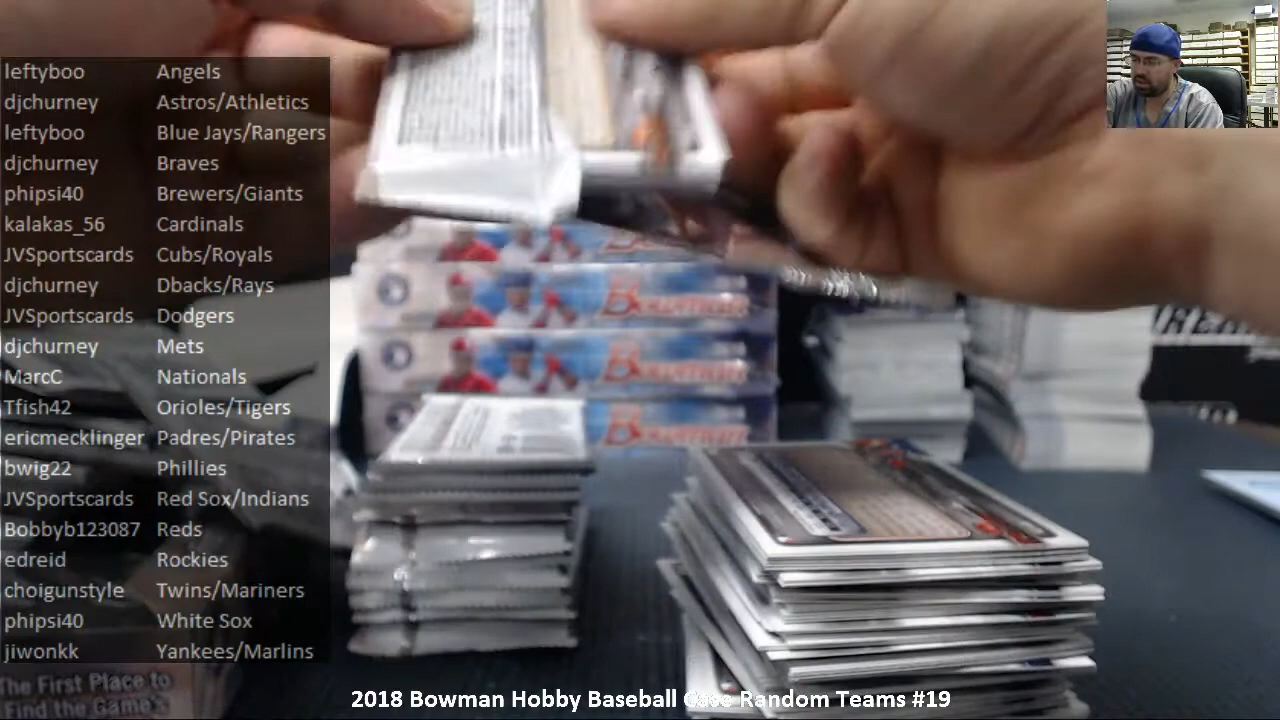 leftyboo Angels
djchurney Astros/Athletics
leftyboo Blue Jays/Rangers
djchurney Braves
phipsi40 Brewers/Giants
kalakas_56 Cardinals
JVSportscards Cubs/Royals
djchurney Dbacks/Rays
JVSportscards Dodgers
djchurney Mets
MarcC Nationals
Tfish42 Orioles/Tigers
ericmecklinger Padres/Pirates
bwig22 Phillies
JVSportscards Red Sox/Indians
Bobbyb123087 Reds
edreid Rockies
choigunstyle Twins/Mariners
phipsi40 White Sox
jiwonkk Yankees/Marlins
Bowman
Bowman
Bowman
The First Place to
Find the Game's
2018 Bowman Hobby Baseball Case Random Teams #19